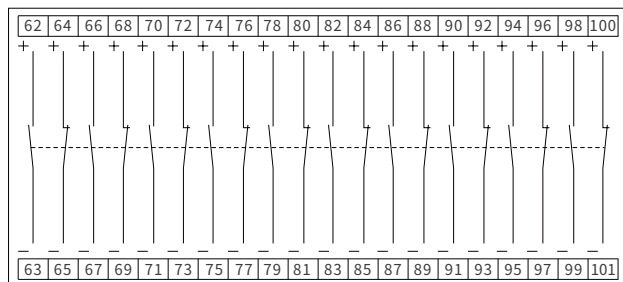 62 64 66 68 70 72 74 76 78 80 82 84 86 88 90 92 94 96 98 100
+ + + + + + + + + + + + + + + + + + + +
− − − − − − − − − − − − − − − − − − − −
63 65 67 69 71 73 75 77 79 81 83 85 87 89 91 93 95 97 99 101